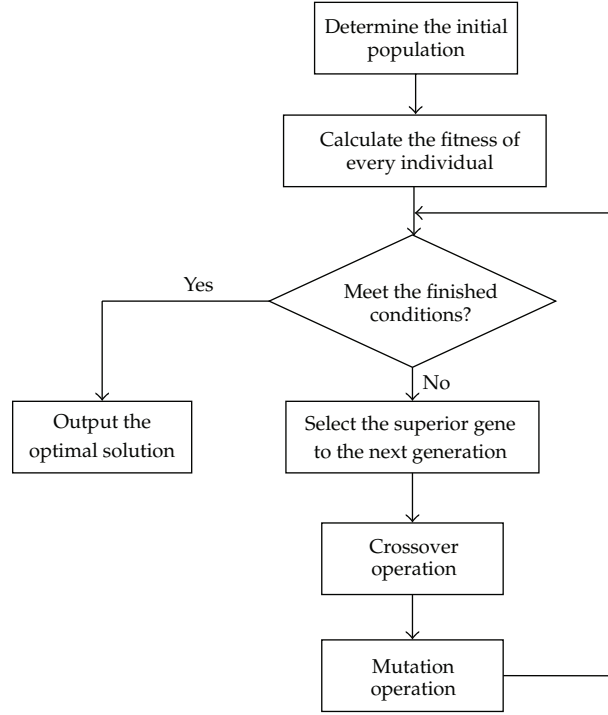 Determine the initial
population
Calculate the fitness of
every individual
Meet the finished
conditions?
Yes
No
Output the
optimal solution
Select the superior gene
to the next generation
Crossover
operation
Mutation
operation